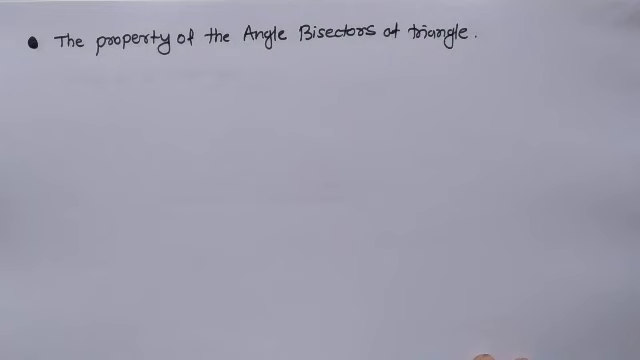 • The property of the Angle Bisectors of triangle.